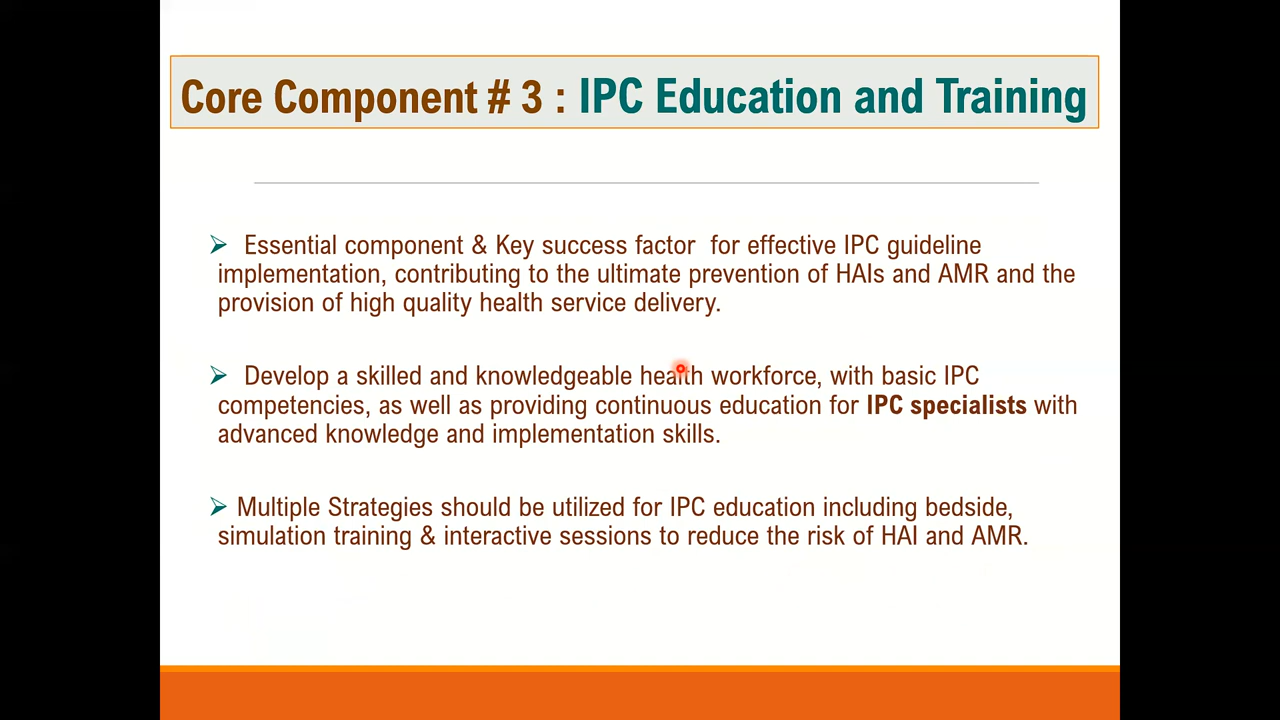 Core Component # 3 : IPC Education and Training
➢ Essential component & Key success factor for effective IPC guideline
implementation, contributing to the ultimate prevention of HAIs and AMR and the
provision of high quality health service delivery.
➢ Develop a skilled and knowledgeable health workforce, with basic IPC
competencies, as well as providing continuous education for IPC specialists with
advanced knowledge and implementation skills.
➢ Multiple Strategies should be utilized for IPC education including bedside,
simulation training & interactive sessions to reduce the risk of HAI and AMR.